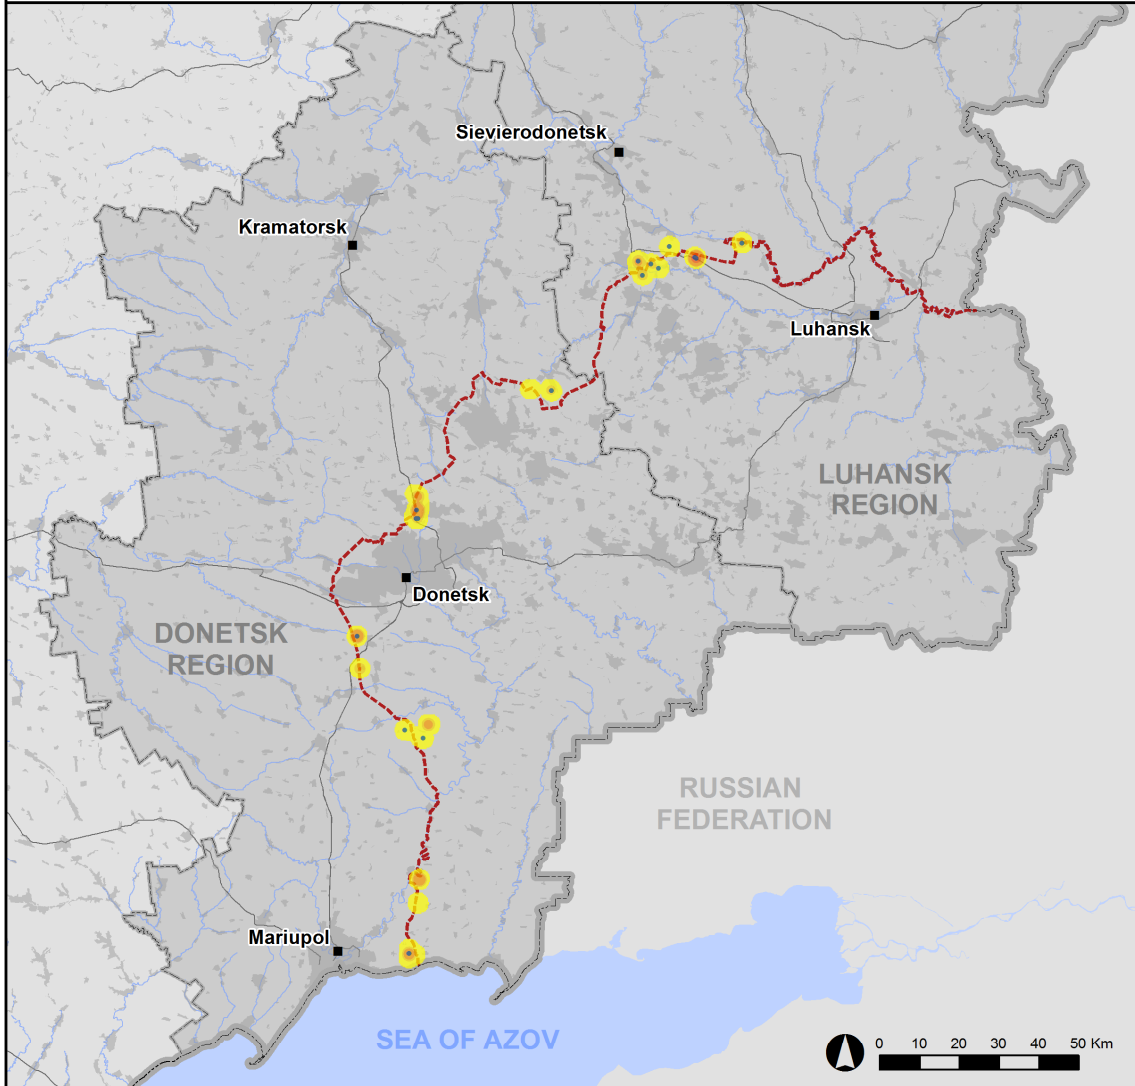 Sievierodonetsk
Kramatorsk
Luhansk
LUHANSK
REGION
Donetsk
DONETSK
REGION
RUSSIAN
FEDERATION
Mariupol
SEA OF AZOV
0 10 20 30 40 50 Km